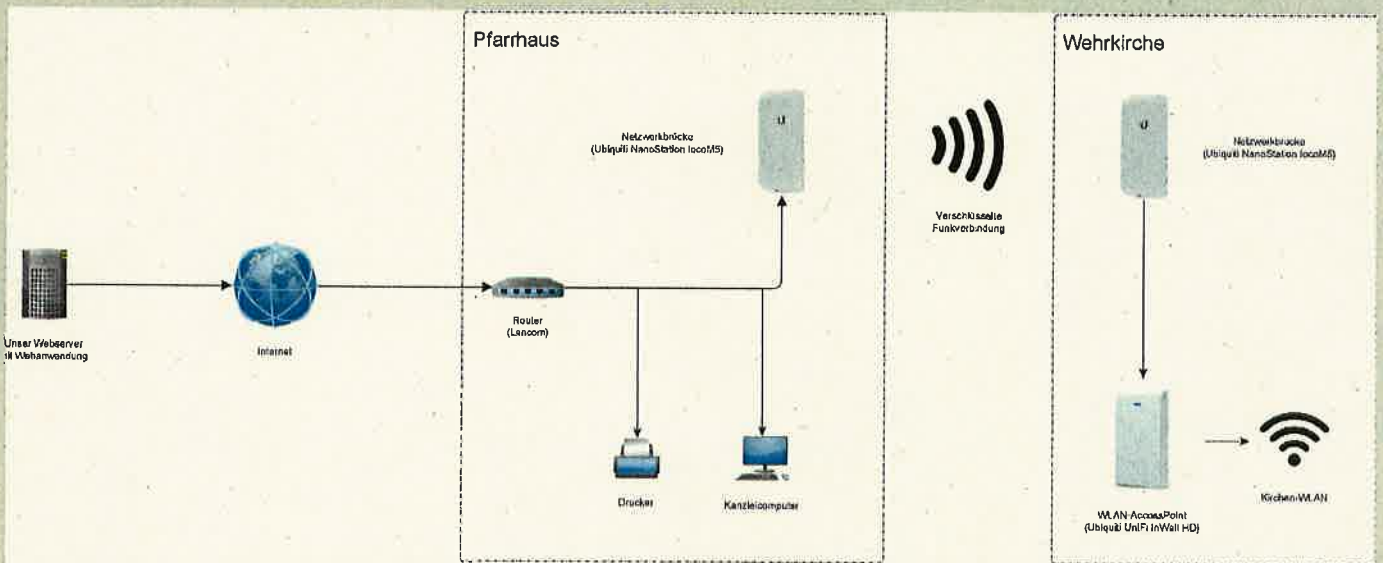 Pfarrhaus
Wehrkirche
Netzwerkbrücke
(Ubiquiti NanoStation locoM5)
Netzwerkbrücke
(Ubiquiti NanoStation locoM5)
Verschlüsselte
Funkverbindung
Unser Webserver
Webanwendung
Internet
Router
(Lancom)
Drucker
Kanzleicomputer
WLAN-AccessPoint
(Ubiquiti UniFi InWall HD)
Kirchen-WLAN